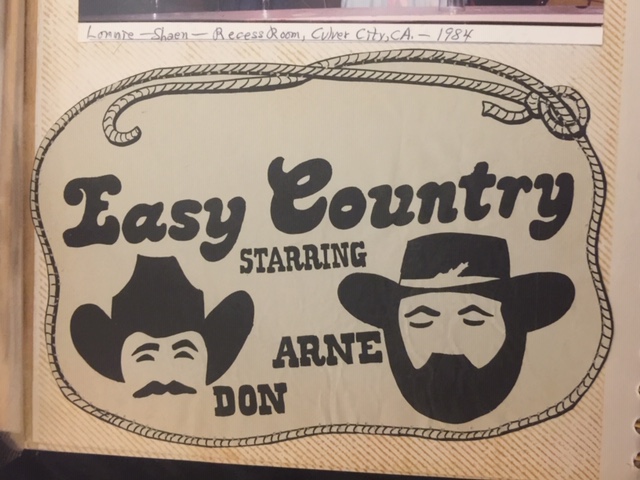 Lonnie - Shaen - Recess Room, Culver City, CA. - 1984
Easy Country
STARRING
ARNE
DON